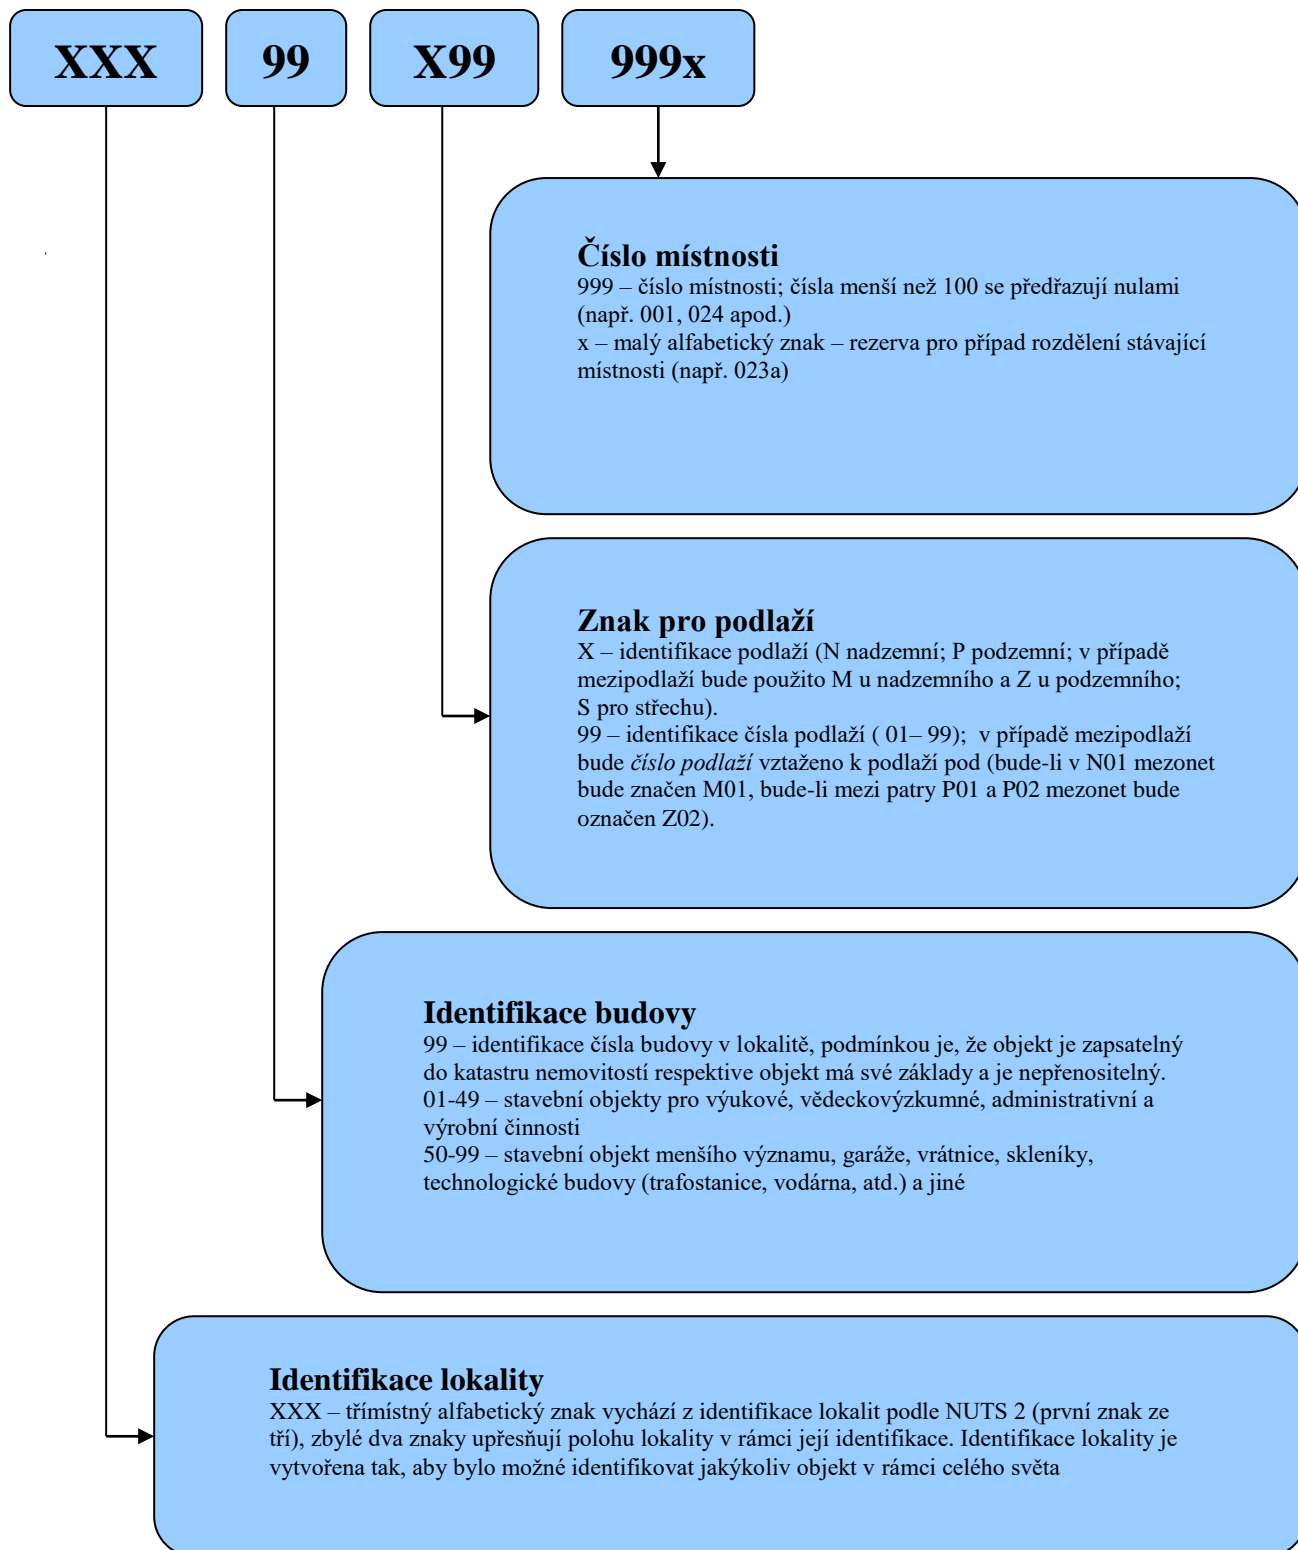 XXX 99 X99 999x
Číslo místnosti
999 – číslo místnosti; čísla menší než 100 se předřazují nulami
(např. 001, 024 apod.)
x – malý alfabetický znak – rezerva pro případ rozdělení stávající
místnosti (např. 023a)
Znak pro podlaží
X – identifikace podlaží (N nadzemní; P podzemní; v případě
mezipodlaží bude použito M u nadzemního a Z u podzemního;
S pro střechu).
99 – identifikace čísla podlaží ( 01– 99);  v případě mezipodlaží
bude číslo podlaží vztaženo k podlaží pod (bude-li v N01 mezonet
bude značen M01, bude-li mezi patry P01 a P02 mezonet bude
označen Z02).
Identifikace budovy
99 – identifikace čísla budovy v lokalitě, podmínkou je, že objekt je zapsatelný
do katastru nemovitostí respektive objekt má své základy a je nepřenositelný.
01-49 – stavební objekty pro výukové, vědeckovýzkumné, administrativní a
výrobní činnosti
50-99 – stavební objekt menšího významu, garáže, vrátnice, skleníky,
technologické budovy (trafostanice, vodárna, atd.) a jiné
Identifikace lokality
XXX – třímístný alfabetický znak vychází z identifikace lokalit podle NUTS 2 (první znak ze
tří), zbylé dva znaky upřesňují polohu lokality v rámci její identifikace. Identifikace lokality je
vytvořena tak, aby bylo možné identifikovat jakýkoliv objekt v rámci celého světa